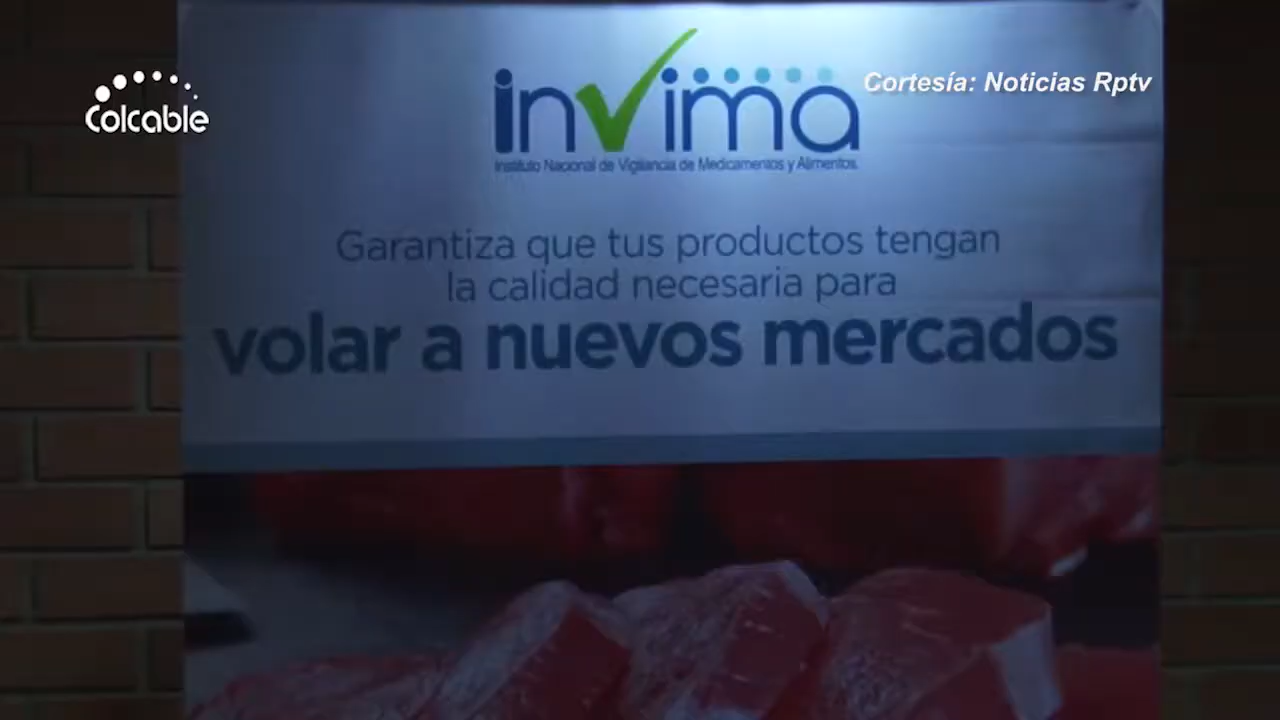 Colcable
Cortesía: Noticias Rptv
invima
Instituto Nacional de Vigilancia de Medicamentos y Alimentos.
Garantiza que tus productos tengan
la calidad necesaria para
volar a nuevos mercados